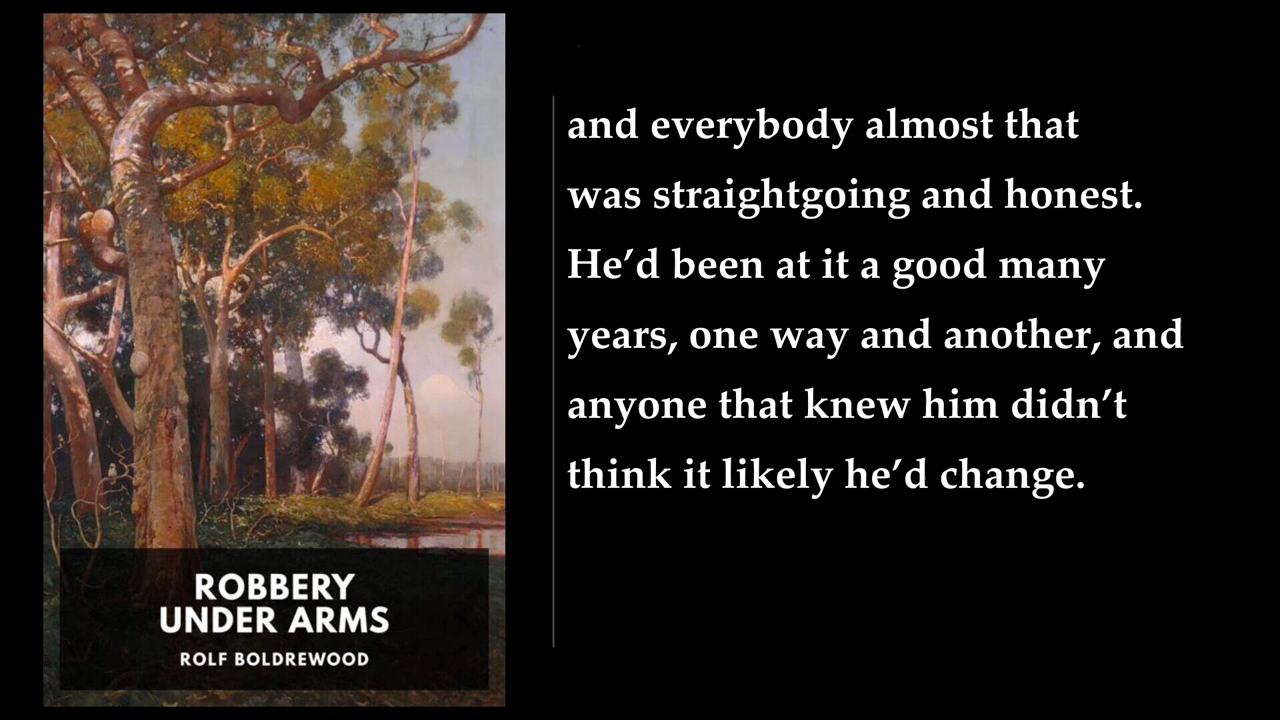 ROBBERY
UNDER ARMS
ROLF BOLDREWOOD
and everybody almost that
was straightgoing and honest.
He’d been at it a good many
years, one way and another, and
anyone that knew him didn’t
think it likely he’d change.